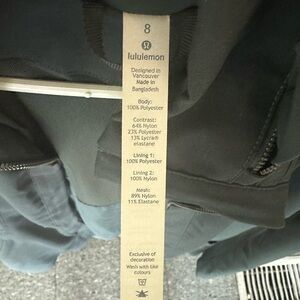 8
lululemon
Designed in
Vancouver
Made in
Bangladesh
Body:
100% Polyester
Contrast:
64% Nylon
23% Polyester
13% Lycra®
elastane
Lining 1:
100% Polyester
Lining 2:
100% Nylon
Mesh:
89% Nylon
11% Elastane
Exclusive of
decoration
Wash with like
colours